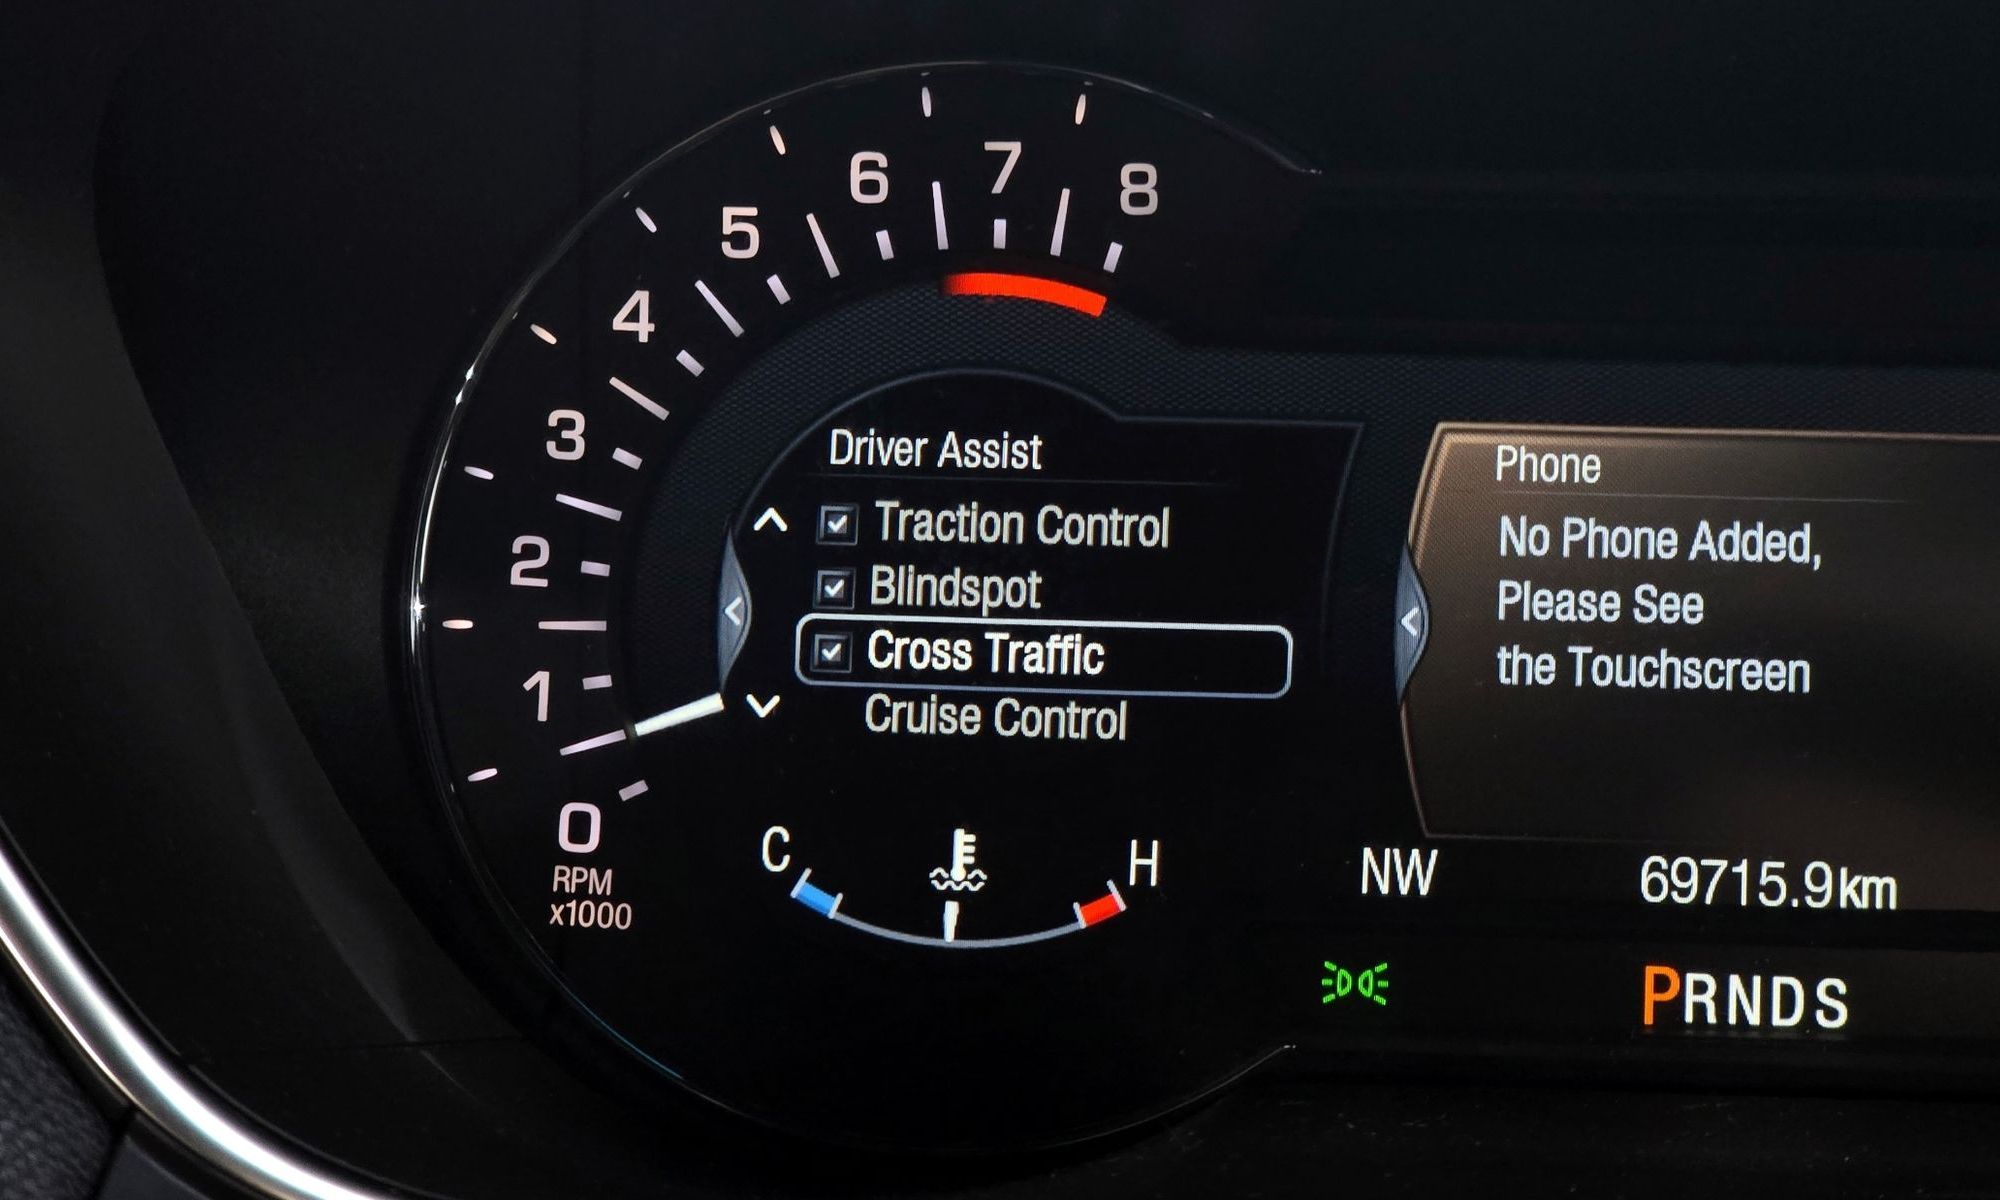 8
7
6
5
4
3
2
1
0
RPM
x1000
Driver Assist
Traction Control
Blindspot
Cross Traffic
Cruise Control
C
H
Phone
No Phone Added,
Please See
the Touchscreen
NW
69715.9km
PRNDS